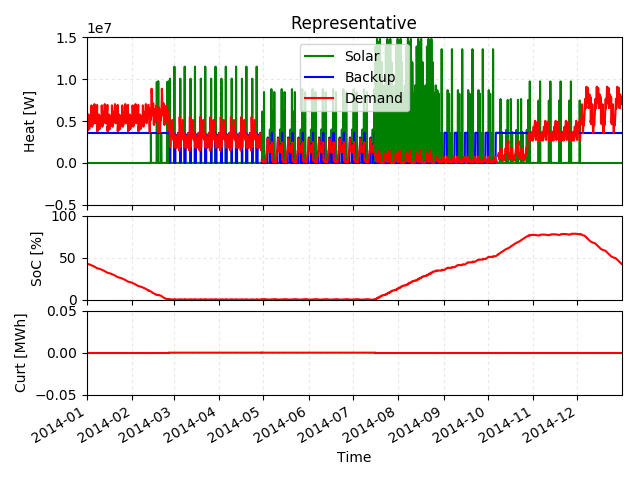 Representative
1e7
1.5
1.0
0.5
0.0
−0.5
Heat [W]
Solar
Backup
Demand
100
50
0
SoC [%]
0.05
0.00
−0.05
Curt [MWh]
2014-01
2014-02
2014-03
2014-04
2014-05
2014-06
2014-07
2014-08
2014-09
2014-10
2014-11
2014-12
Time